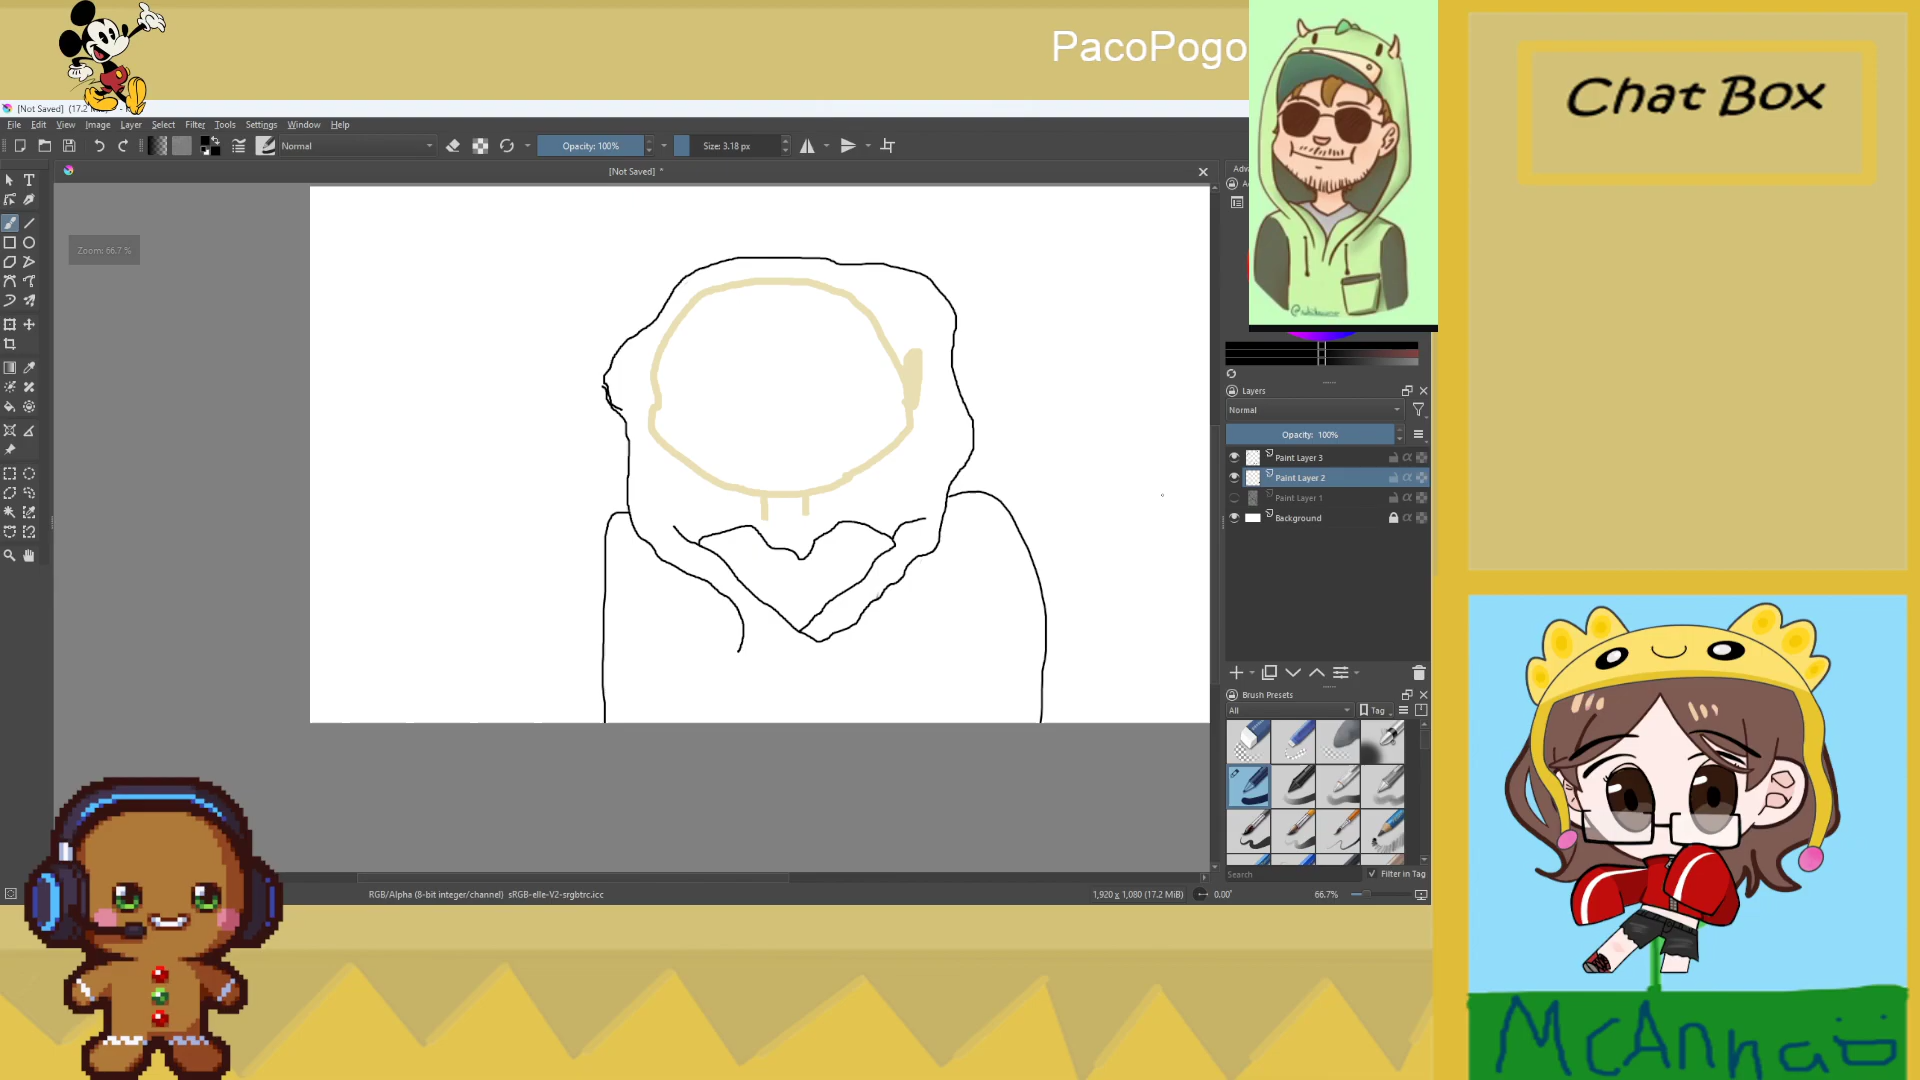 PacoPogo
Chat Box
[Not Saved] (17.2
File Edit View Image Layer Select Filter Tools Settings Window Help
Normal
Opacity: 100%
Size: 3.18 px
[Not Saved] *
Zoom: 66.7 %
Layers
Normal
Opacity: 100%
Paint Layer 3
Paint Layer 2
Paint Layer 1
Background
Brush Presets
All
Tag
Search
Filter in Tag
RGB/Alpha (8-bit integer/channel) sRGB-elle-V2-srgbtrc.icc
1,920 x 1,080 (17.2 MiB)
0.00°
66.7%
McAnna